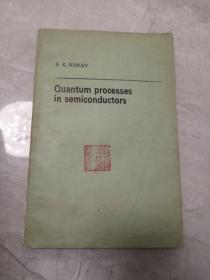 B. K. RIDLEY
Quantum processes
in semiconductors